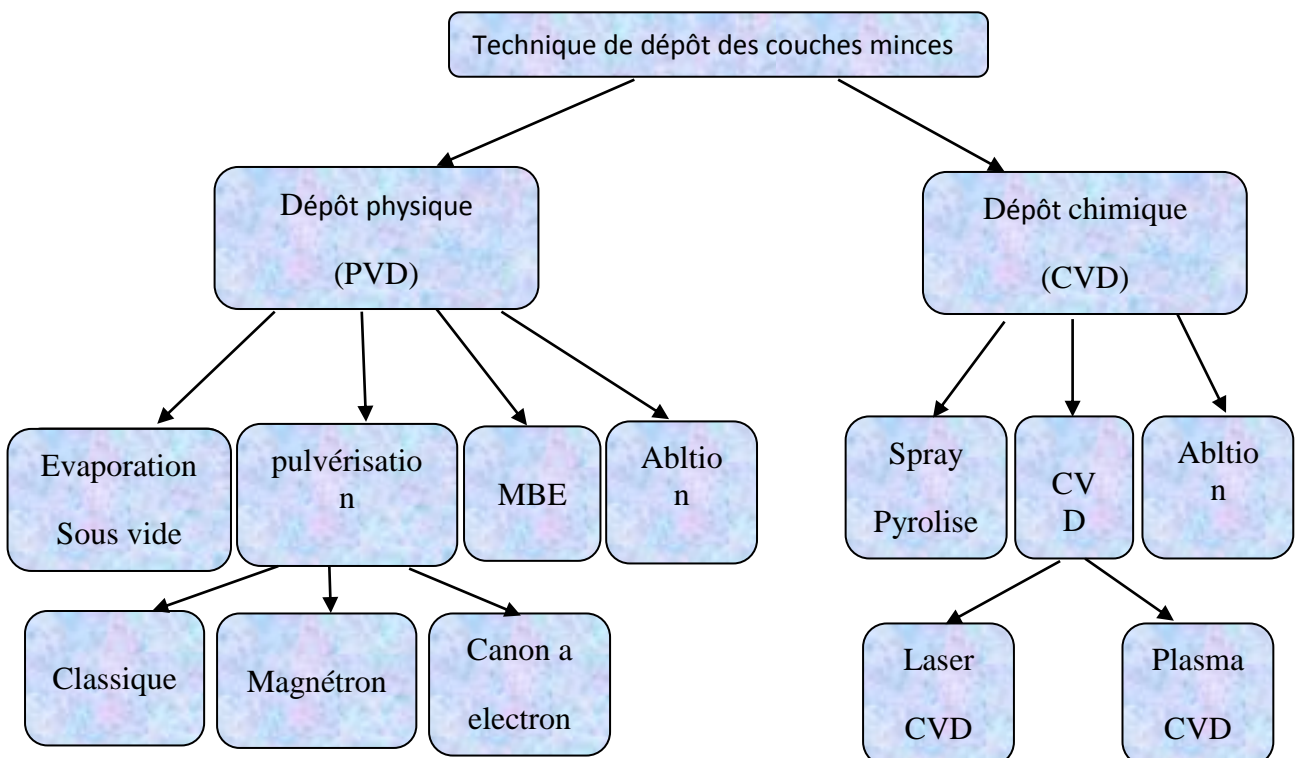 Technique de dépôt des couches minces
Dépôt physique
(PVD)
Dépôt chimique
(CVD)
Evaporation
Sous vide
pulvérisatio
n
MBE
Abltio
n
Spray
Pyrolise
CV
D
Abltio
n
Classique
Magnétron
Canon a
electron
Laser
CVD
Plasma
CVD